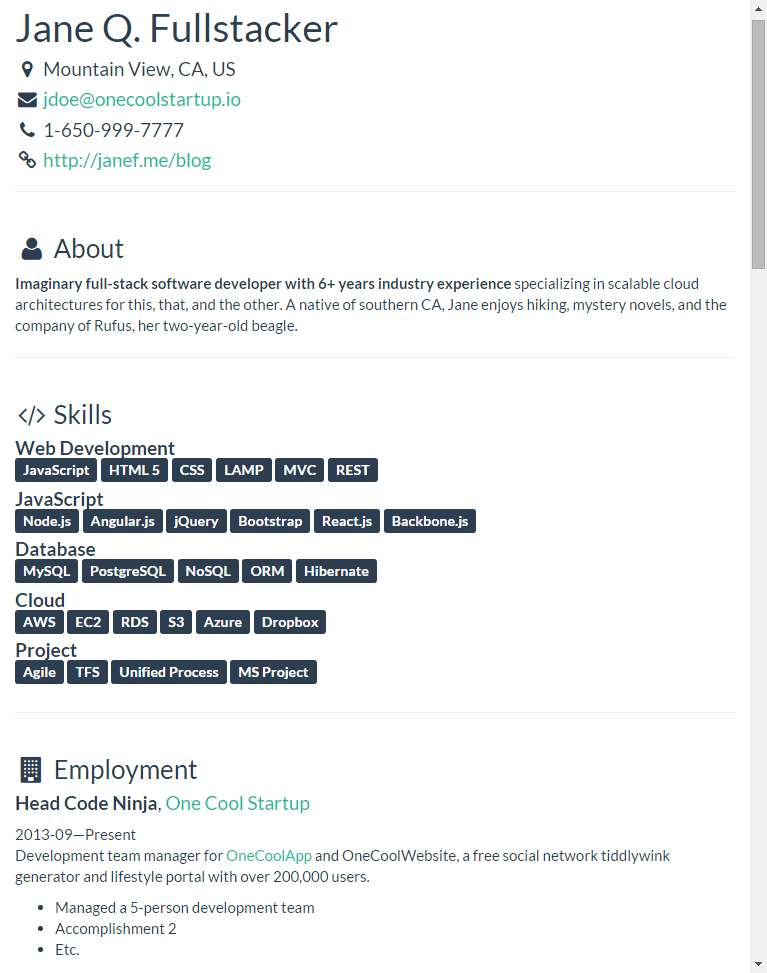 Jane Q. Fullstacker
Mountain View, CA, US
jdoe@onecoolstartup.io
1-650-999-7777
http://janef.me/blog
About
Imaginary full-stack software developer with 6+ years industry experience specializing in scalable cloud
architectures for this, that, and the other. A native of southern CA, Jane enjoys hiking, mystery novels, and the
company of Rufus, her two-year-old beagle.
Skills
Web Development
JavaScript HTML 5 CSS LAMP MVC REST
JavaScript
Node.js Angular.js jQuery Bootstrap React.js Backbone.js
Database
MySQL PostgreSQL NoSQL ORM Hibernate
Cloud
AWS EC2 RDS S3 Azure Dropbox
Project
Agile TFS Unified Process MS Project
Employment
Head Code Ninja, One Cool Startup
2013-09—Present
Development team manager for OneCoolApp and OneCoolWebsite, a free social network tiddlywink
generator and lifestyle portal with over 200,000 users.
• Managed a 5-person development team
• Accomplishment 2
• Etc.